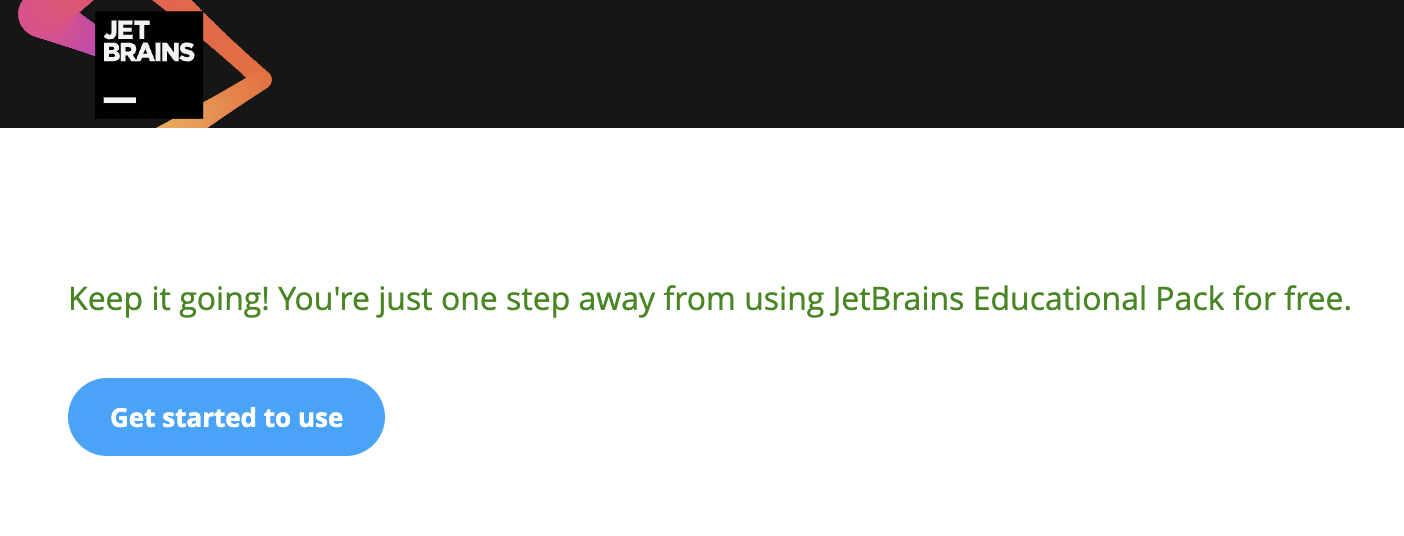 JET
BRAINS
Keep it going! You're just one step away from using JetBrains Educational Pack for free.
Get started to use